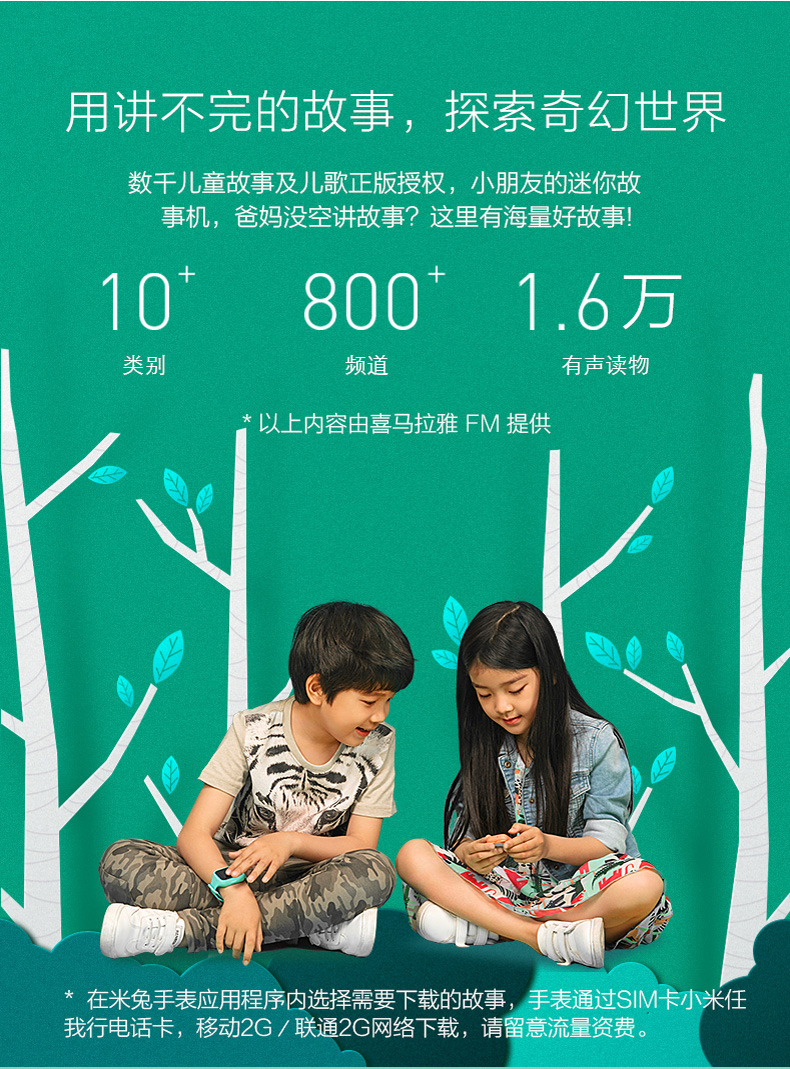 用讲不完的故事，探索奇幻世界
数千儿童故事及儿歌正版授权，小朋友的迷你故
事机，爸妈没空讲故事？这里有海量好故事!
10+ 800+ 1.6万
类别 频道 有声读物
* 以上内容由喜马拉雅 FM 提供
* 在米兔手表应用程序内选择需要下载的故事，手表通过SIM卡小米任
我行电话卡，移动2G / 联通2G网络下载，请留意流量资费。